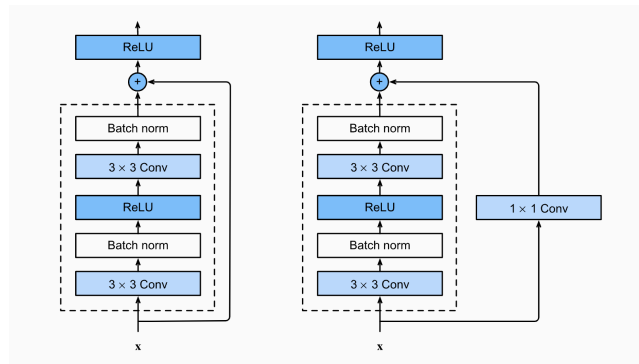 ReLU
+
Batch norm
3 × 3 Conv
ReLU
Batch norm
3 × 3 Conv
x
ReLU
+
Batch norm
3 × 3 Conv
ReLU
Batch norm
3 × 3 Conv
1 × 1 Conv
x